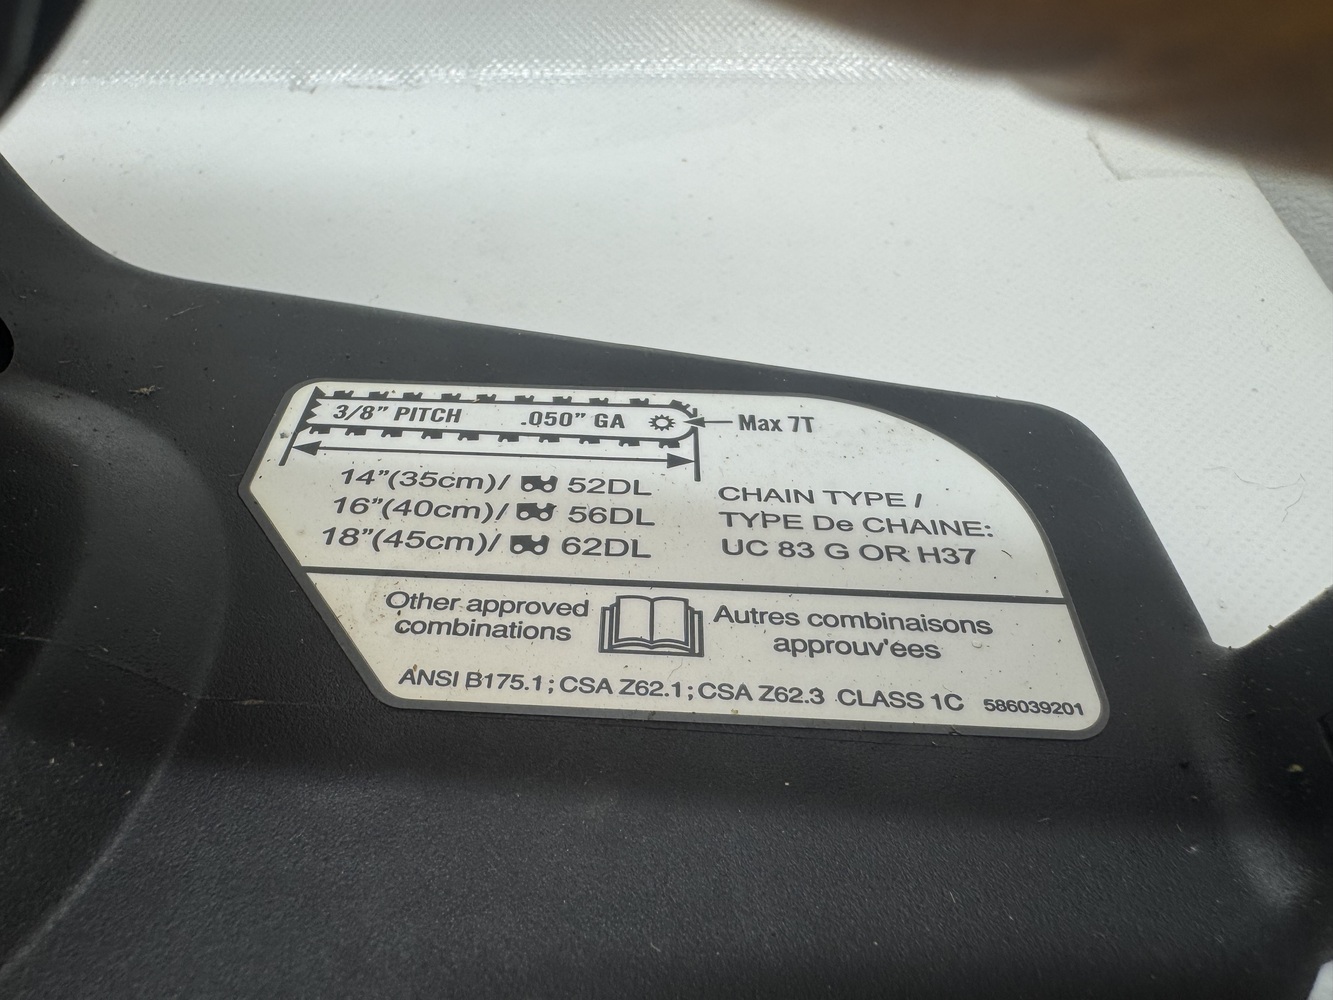 3/8" PITCH .050" GA Max 7T
14"(35cm)/ 52DL
16"(40cm)/ 56DL
18"(45cm)/ 62DL
CHAIN TYPE /
TYPE De CHAINE:
UC 83 G OR H37
Other approved
combinations
Autres combinaisons
approuv'ées
ANSI B175.1; CSA Z62.1; CSA Z62.3 CLASS 1C 586039201